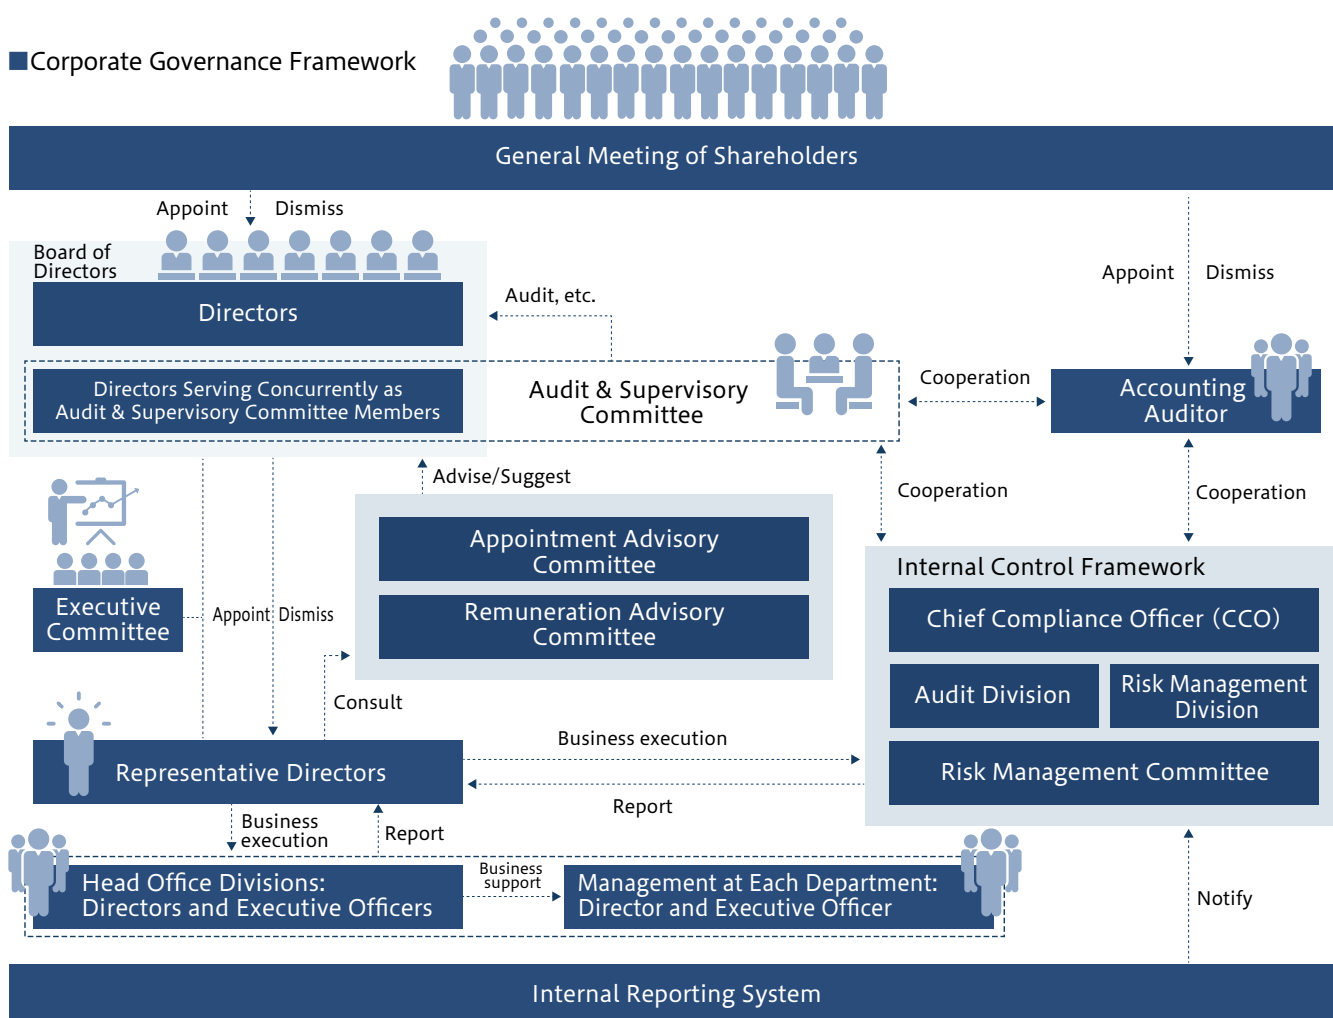 Corporate Governance Framework
General Meeting of Shareholders
Appoint Dismiss
Board of
Directors
Directors
Audit, etc.
Appoint Dismiss
Directors Serving Concurrently as
Audit & Supervisory Committee Members
Audit & Supervisory
Committee
Cooperation
Accounting
Auditor
Advise/Suggest
Cooperation
Cooperation
Appointment Advisory
Committee
Remuneration Advisory
Committee
Executive
Committee
Appoint Dismiss
Consult
Internal Control Framework
Chief Compliance Officer (CCO)
Audit Division
Risk Management
Division
Risk Management Committee
Representative Directors
Business execution
Report
Business
execution
Report
Head Office Divisions:
Directors and Executive Officers
Business
support
Management at Each Department:
Director and Executive Officer
Notify
Internal Reporting System